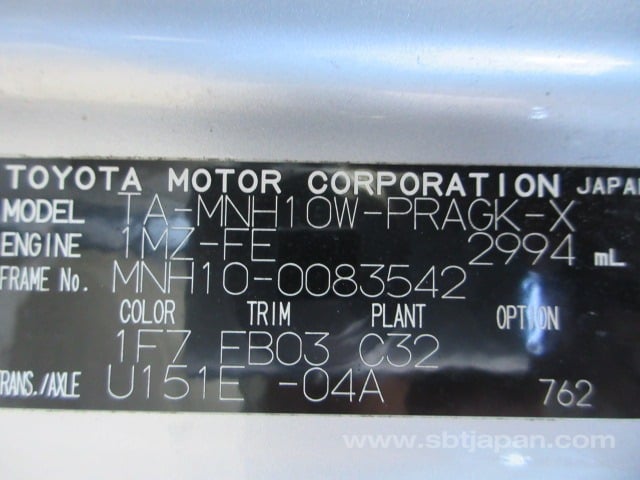 TOYOTA MOTOR CORPORATION JAPAN
MODEL TA-MNH10W-PRAGK-X
ENGINE 1MZ-FE 2994 mL
FRAME No. MNH10-0083542
COLOR TRIM PLANT OPTION
1F7 FB03 C32
TRANS./AXLE U151E -04A 762
www.sbtjapan.com